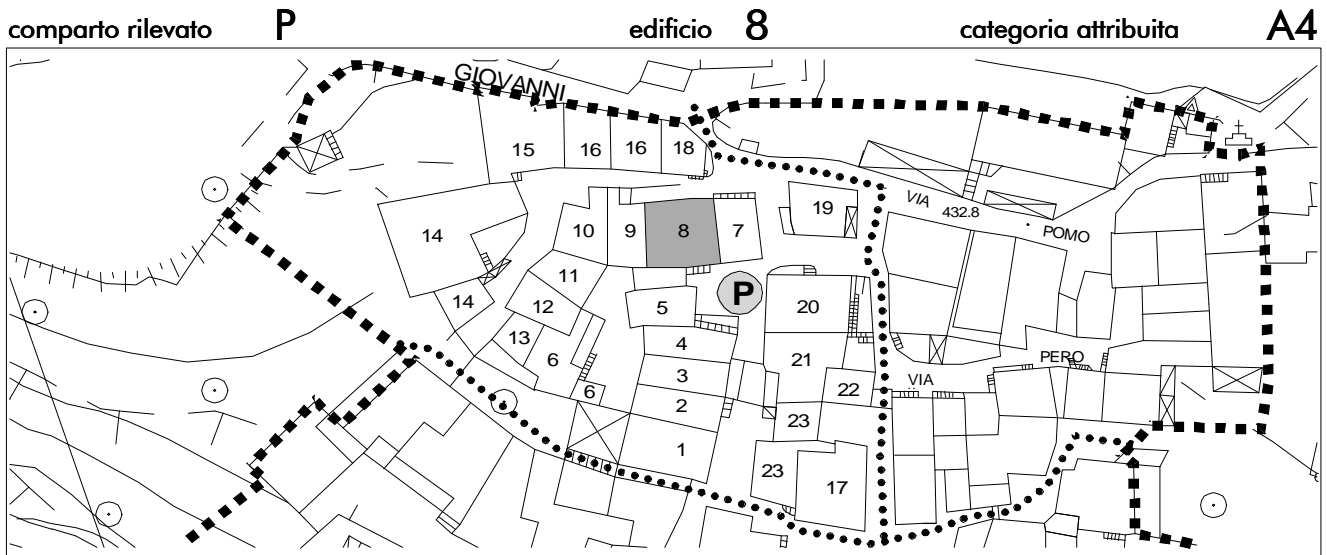 comparto rilevato P edificio 8 categoria attribuita A4
GIOVANNI
15 16 16 18
19
VIA 432.8 POMO
14 10 9 8 7
11
14 12 5 P 20
13 6 4 21
PERO
3 VIA
6 2 22
23
1
23 17